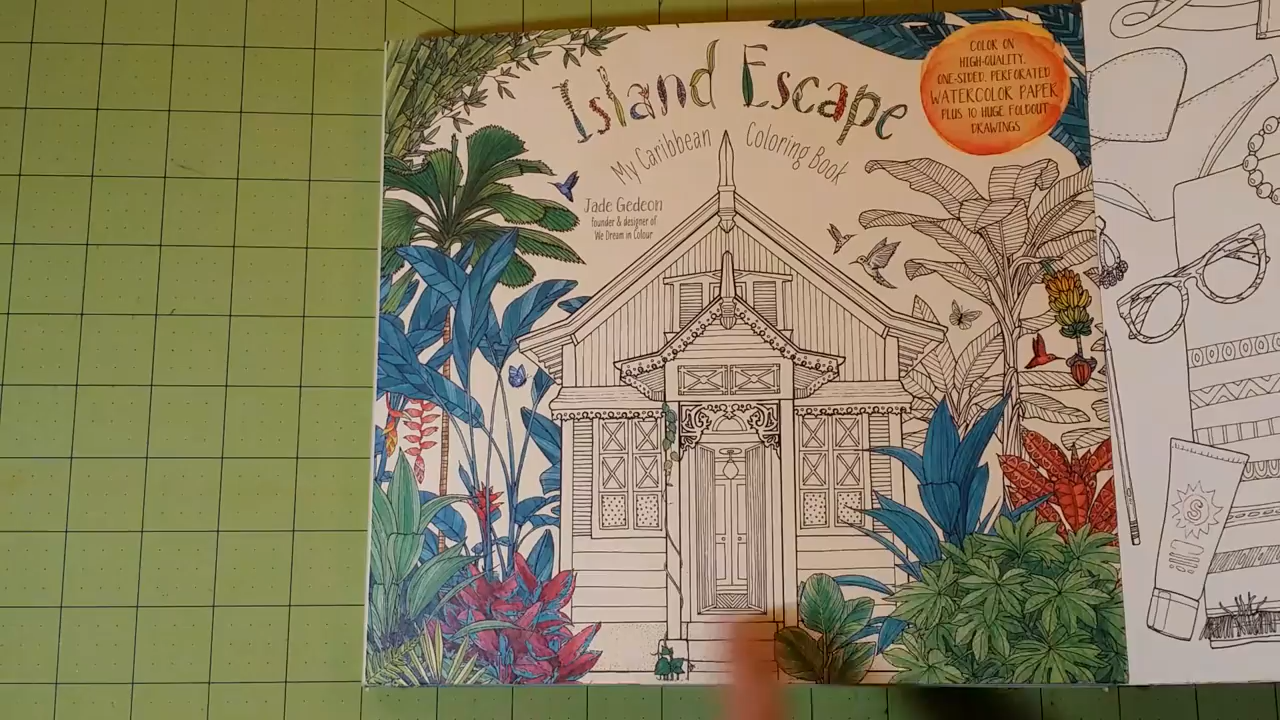 Island Escape
My Caribbean Coloring Book
Jade Gedeon
founder & designer of
We Dream in Colour
COLOR ON
HIGH-QUALITY,
ONE-SIDED, PERFORATED
WATERCOLOR PAPER
PLUS 10 HUGE FOLDOUT
DRAWINGS
S